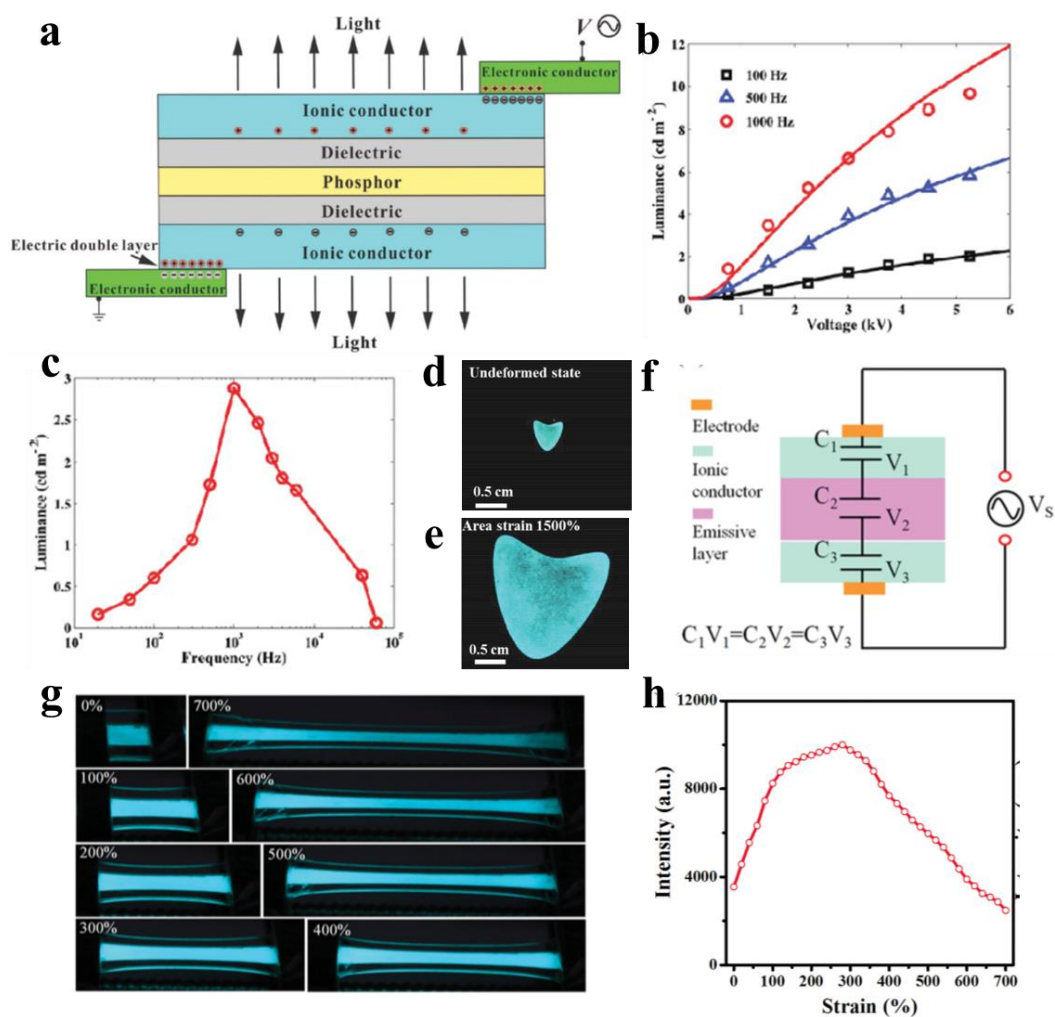 a
Light
V
Electronic conductor
Ionic conductor
Dielectric
Phosphor
Dielectric
Ionic conductor
Electric double layer
Electronic conductor
Light
b
12
10
8
6
4
2
0
100 Hz
500 Hz
1000 Hz
Luminance (cd m⁻²)
1 2 3 4 5 6
Voltage (kV)
c
3
2.5
2
1.5
1
0.5
0
Luminance (cd m⁻²)
10¹ 10² 10³ 10⁴ 10⁵
Frequency (Hz)
d
Undeformed state
0.5 cm
e
Area strain 1500%
0.5 cm
f
Electrode
Ionic
conductor
Emissive
layer
C₁
V₁
C₂
V₂
C₃
V₃
Vₛ
C₁V₁=C₂V₂=C₃V₃
g
0% 700%
100% 600%
200% 500%
300% 400%
h
12000
9000
4000
0
Intensity (a.u.)
0 100 200 300 400 500 600 700
Strain (%)